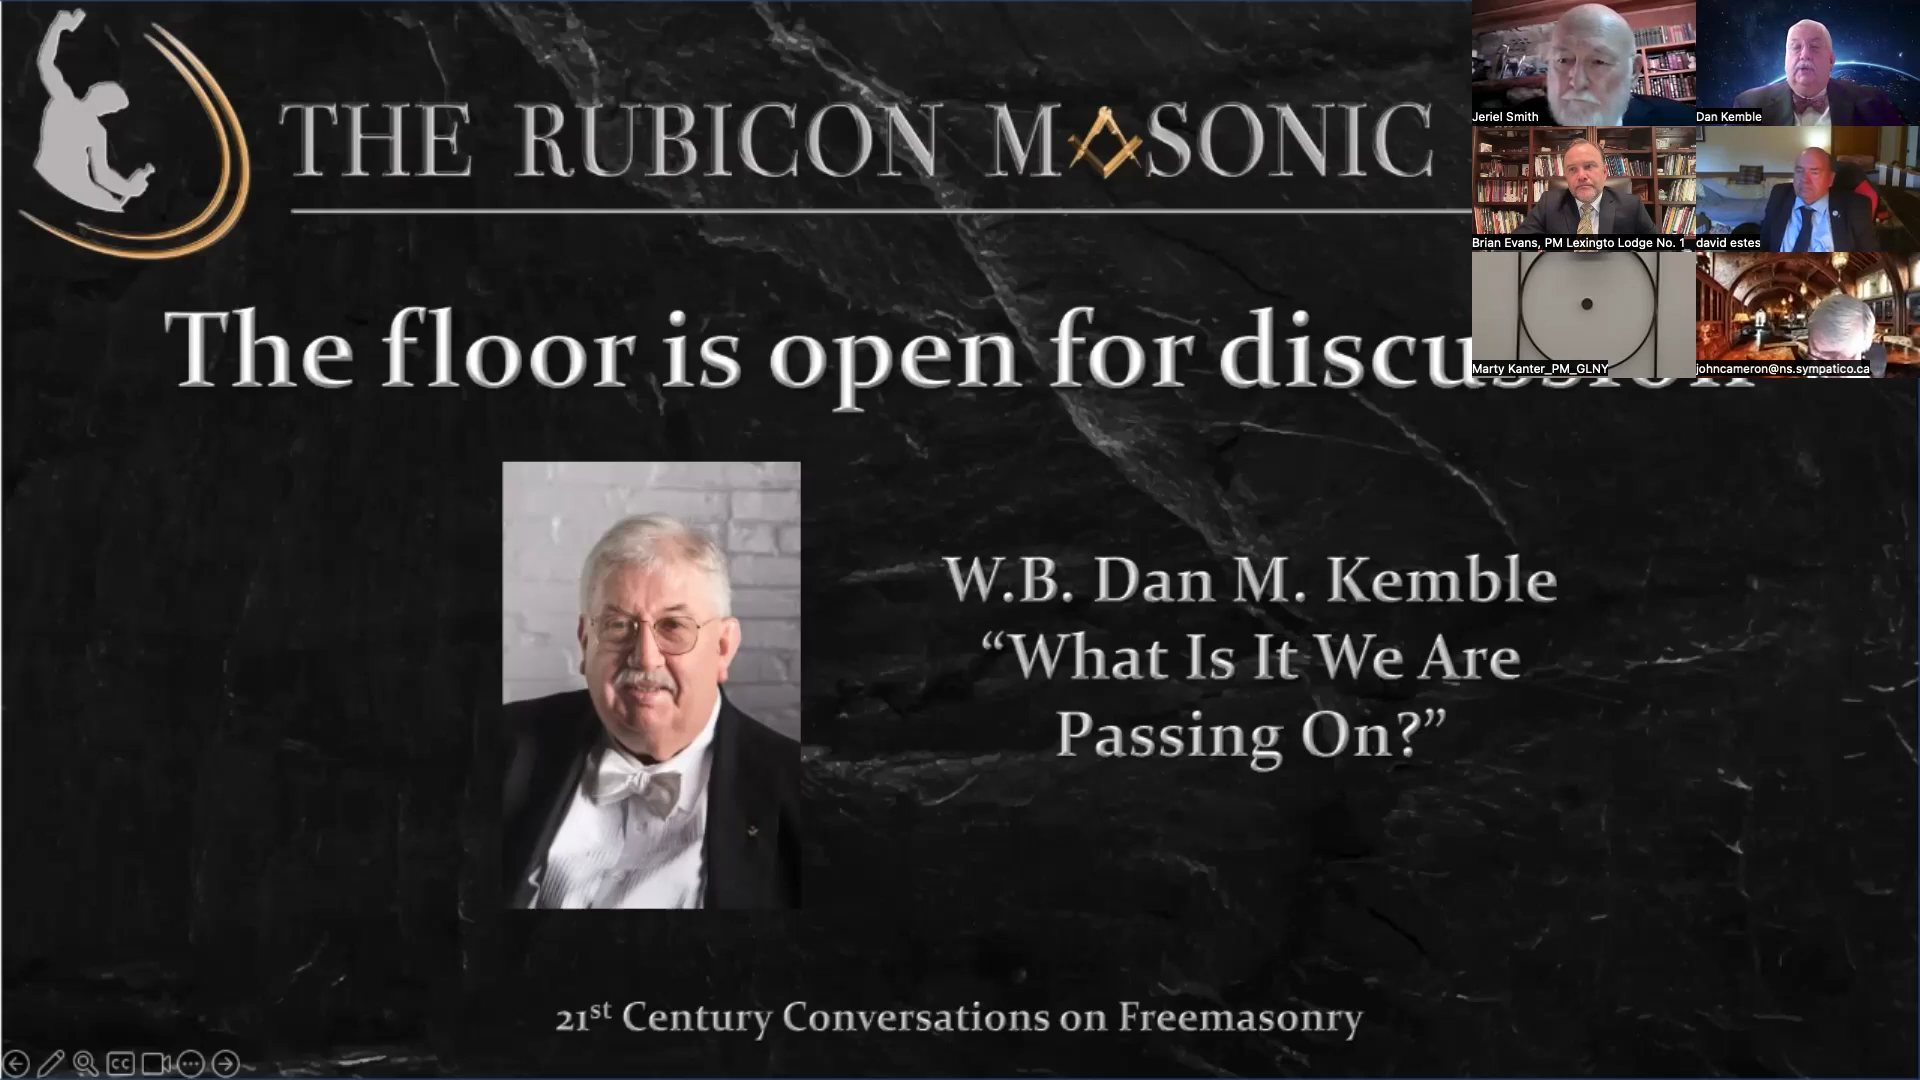 THE RUBICON MASONIC
The floor is open for discussion
W.B. Dan M. Kemble
“What Is It We Are
Passing On?”
21st Century Conversations on Freemasonry
Jeriel Smith
Dan Kemble
Brian Evans, PM Lexingto Lodge No. 1
david estes
Marty Kanter_PM_GLNY
johncameron@ns.sympatico.ca
CC